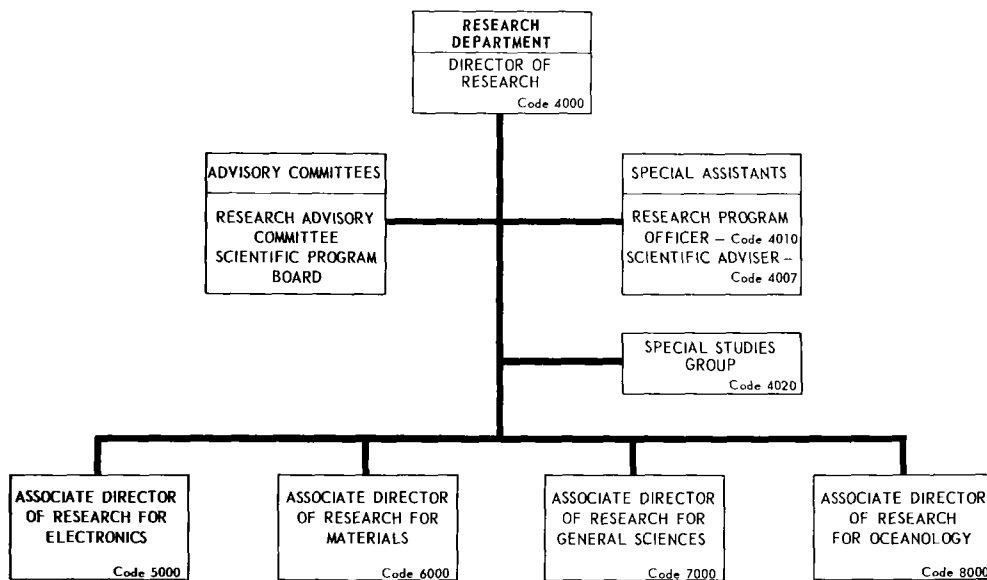 RESEARCH
DEPARTMENT
DIRECTOR OF
RESEARCH
Code 4000
ADVISORY COMMITTEES
RESEARCH ADVISORY
COMMITTEE
SCIENTIFIC PROGRAM
BOARD
SPECIAL ASSISTANTS
RESEARCH PROGRAM
OFFICER – Code 4010
SCIENTIFIC ADVISER –
Code 4007
SPECIAL STUDIES
GROUP
Code 4020
ASSOCIATE DIRECTOR
OF RESEARCH FOR
ELECTRONICS
Code 5000
ASSOCIATE DIRECTOR
OF RESEARCH FOR
MATERIALS
Code 6000
ASSOCIATE DIRECTOR
OF RESEARCH FOR
GENERAL SCIENCES
Code 7000
ASSOCIATE DIRECTOR
OF RESEARCH
FOR OCEANOLOGY
Code 8000